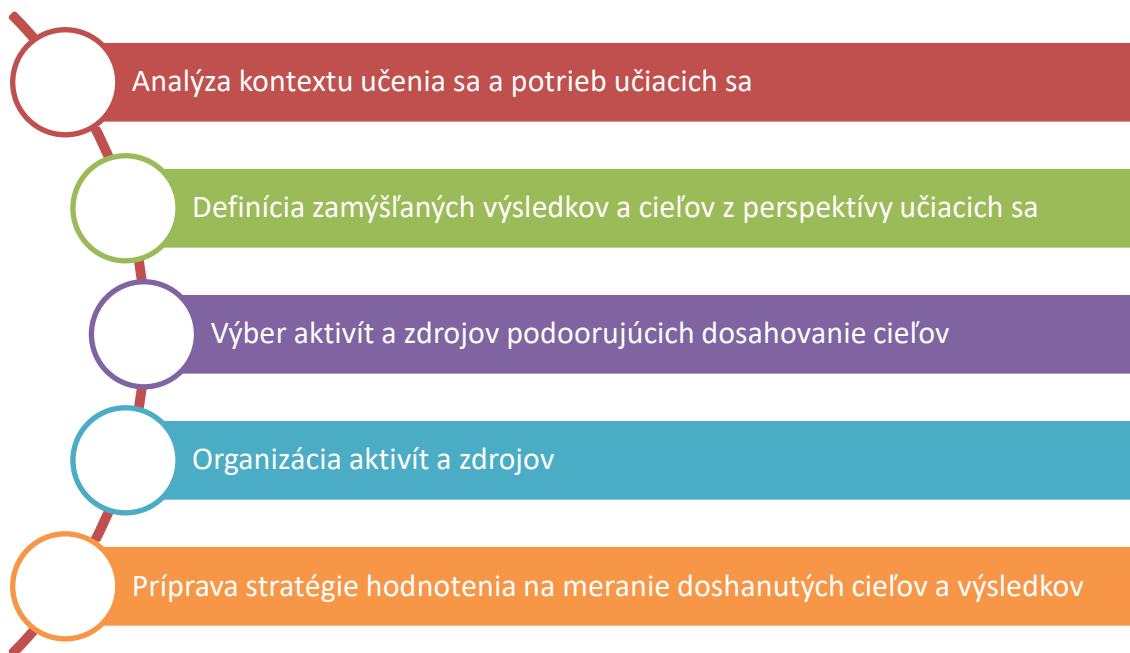 Analýza kontextu učenia sa a potrieb učiacich sa
Definícia zamýšľaných výsledkov a cieľov z perspektívy učiacich sa
Výber aktivít a zdrojov podoorujúcich dosahovanie cieľov
Organizácia aktivít a zdrojov
Príprava stratégie hodnotenia na meranie doshanutých cieľov a výsledkov